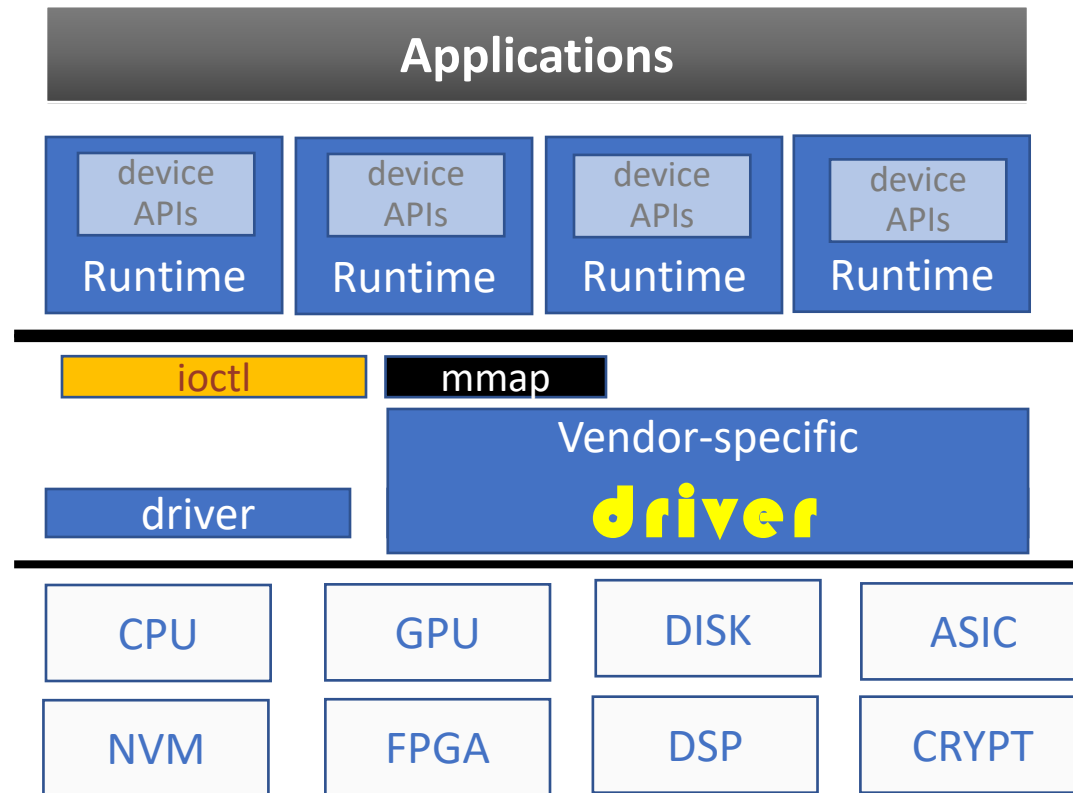 Applications
device
APIs
Runtime
device
APIs
Runtime
device
APIs
Runtime
device
APIs
Runtime
ioctl
mmap
Vendor-specific
driver
driver
CPU
GPU
DISK
ASIC
NVM
FPGA
DSP
CRYPT